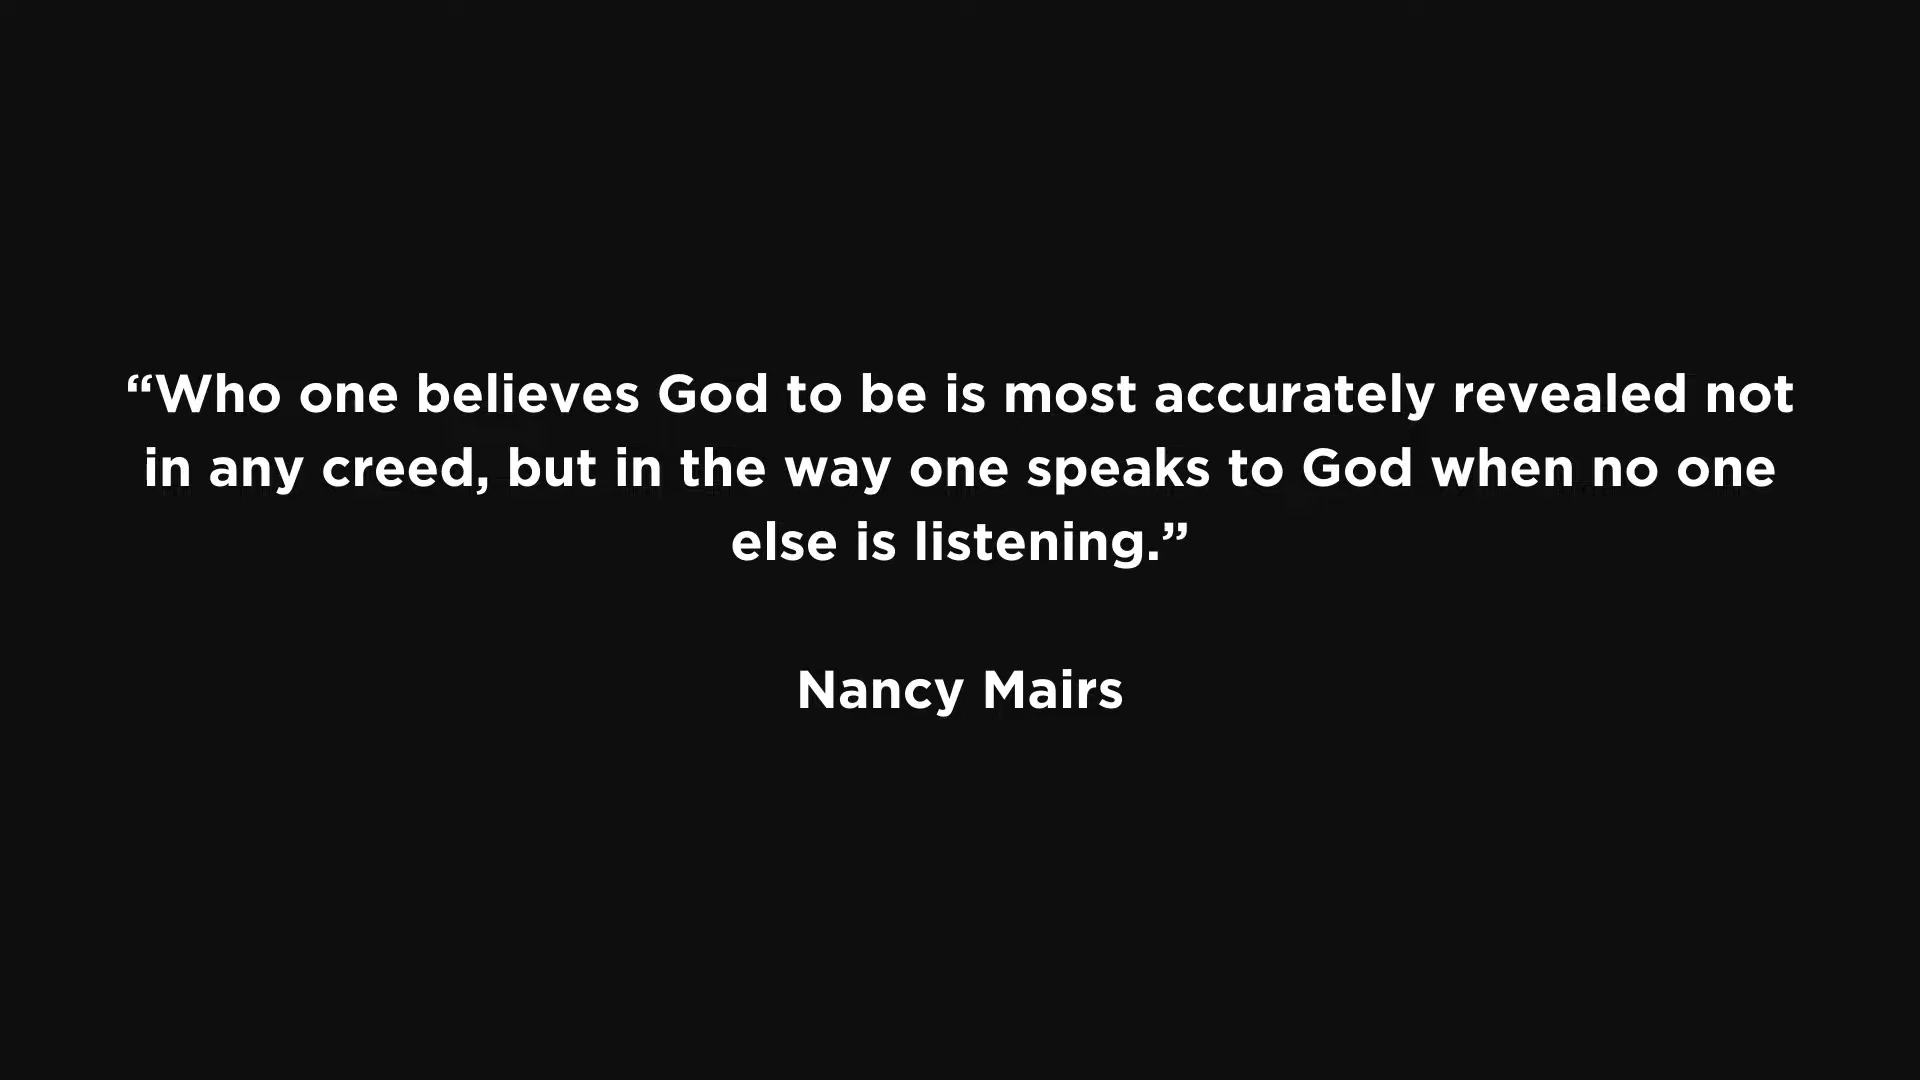 “Who one believes God to be is most accurately revealed not
in any creed, but in the way one speaks to God when no one
else is listening.”
Nancy Mairs